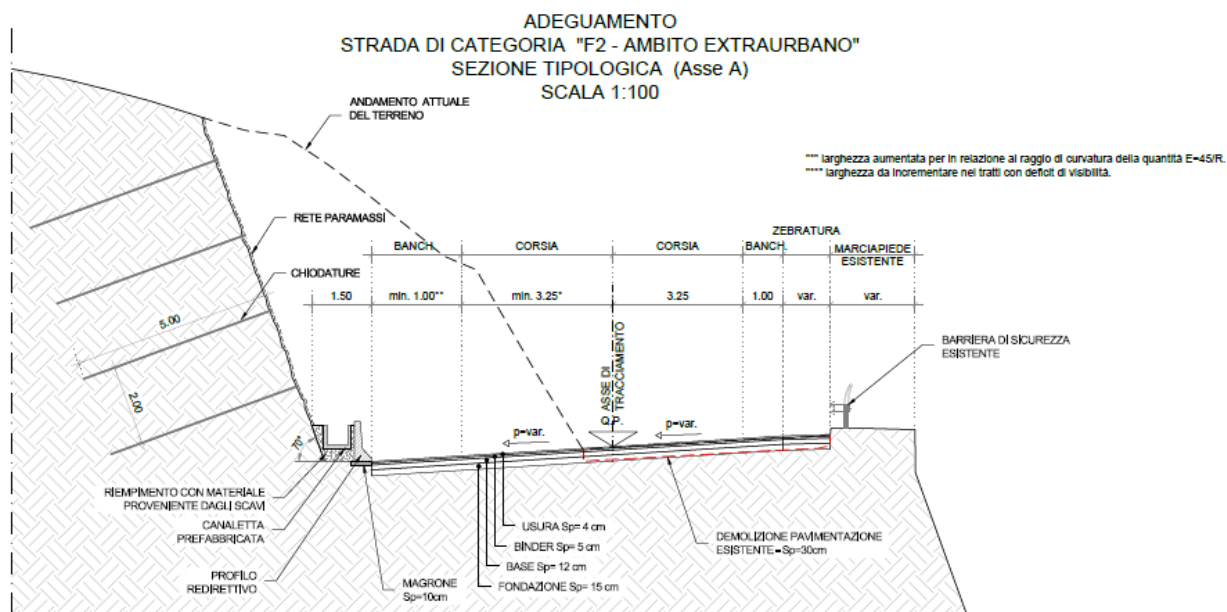 ADEGUAMENTO
STRADA DI CATEGORIA "F2 - AMBITO EXTRAURBANO"
SEZIONE TIPOLOGICA (Asse A)
SCALA 1:100
ANDAMENTO ATTUALE
DEL TERRENO
*** larghezza aumentata per in relazione al raggio di curvatura della quantità E=45/R.
**** larghezza da incrementare nei tratti con deficit di visibilità.
RETE PARAMASSI
CHIODATURE
ZEBRATURA
BANCH.
CORSIA
CORSIA
BANCH.
MARCIAPIEDE
ESISTENTE
1.50
min. 1.00**
min. 3.25*
3.25
1.00
var.
var.
5.00
2.00
70°
ASSE DI
TRACCIAMENTO
Q.P.
p=var.
p=var.
BARRIERA DI SICUREZZA
ESISTENTE
RIEMPIMENTO CON MATERIALE
PROVENIENTE DAGLI SCAVI
CANALETTA
PREFABBRICATA
PROFILO
REDIRETTIVO
MAGRONE
Sp=10cm
USURA Sp= 4 cm
BINDER Sp= 5 cm
BASE Sp= 12 cm
FONDAZIONE Sp= 15 cm
DEMOLIZIONE PAVIMENTAZIONE
ESISTENTE - Sp=30cm